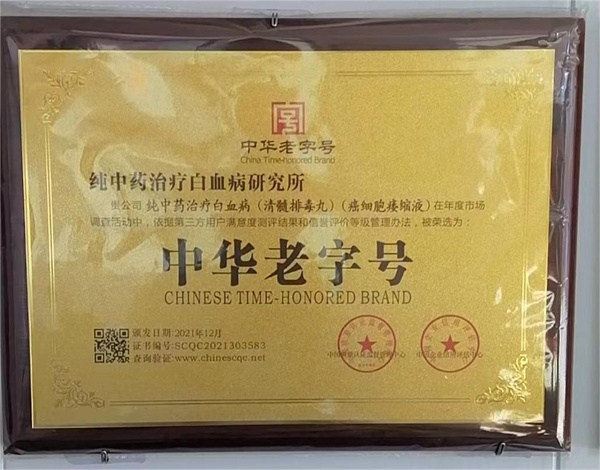 中华老字号
China Time-honored Brand
纯中药治疗白血病研究所
贵公司 纯中药治疗白血病（清髓排毒丸）（癌细胞痿缩液）在年度市场
调查活动中，依据第三方用户满意度测评结果和信誉评价等级管理办法，被荣选为：
中华老字号
CHINESE TIME-HONORED BRAND
颁发日期:2021年12月
证书编号:SCQC2021303583
查询验证:www.chinescqc.net